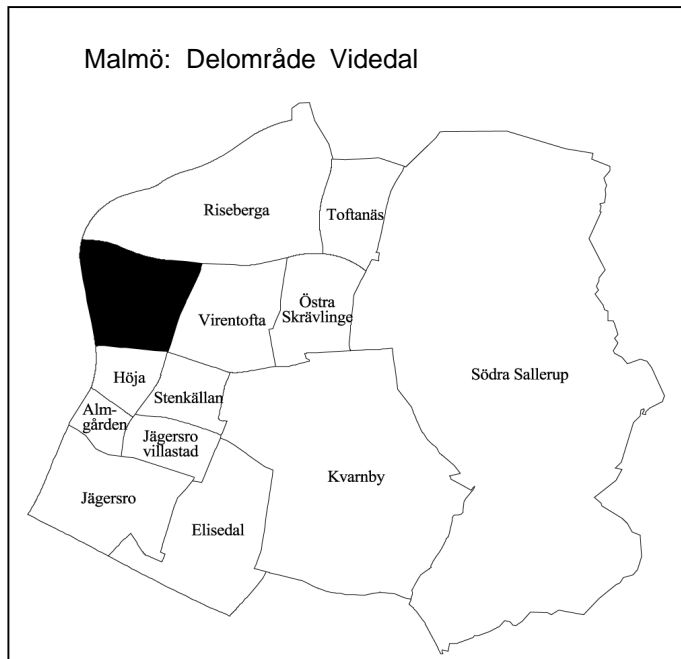 Malmö: Delområde Videdal
Riseberga
Toftanäs
Virentofta
Östra
Skrävlinge
Södra Sallerup
Höja
Stenkällan
Alm-
gården
Jägersro
villastad
Kvarnby
Jägersro
Elisedal